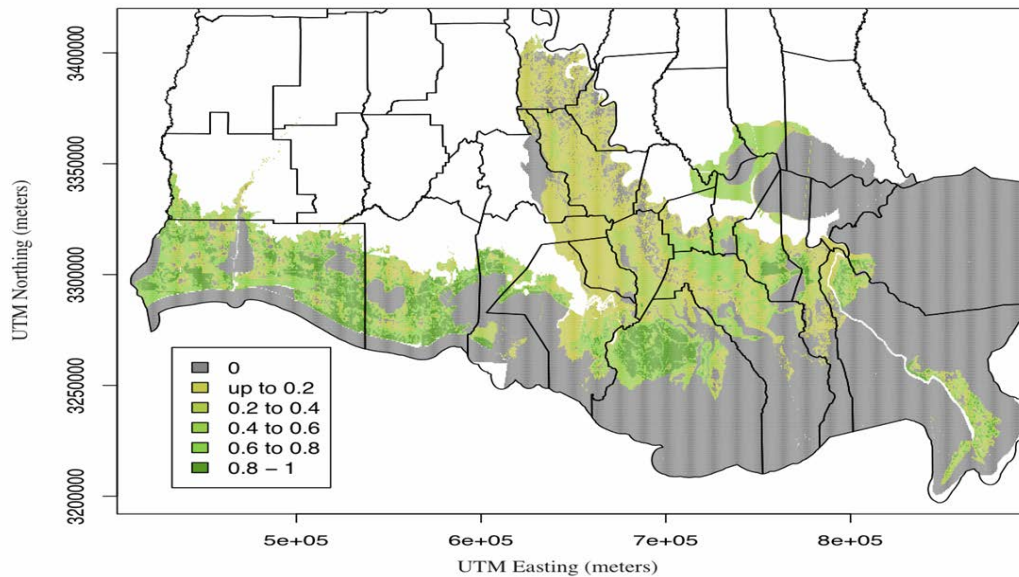 3400000
3350000
3300000
3250000
3200000
UTM Northing (meters)
0
up to 0.2
0.2 to 0.4
0.4 to 0.6
0.6 to 0.8
0.8 – 1
5e+05 6e+05 7e+05 8e+05
UTM Easting (meters)